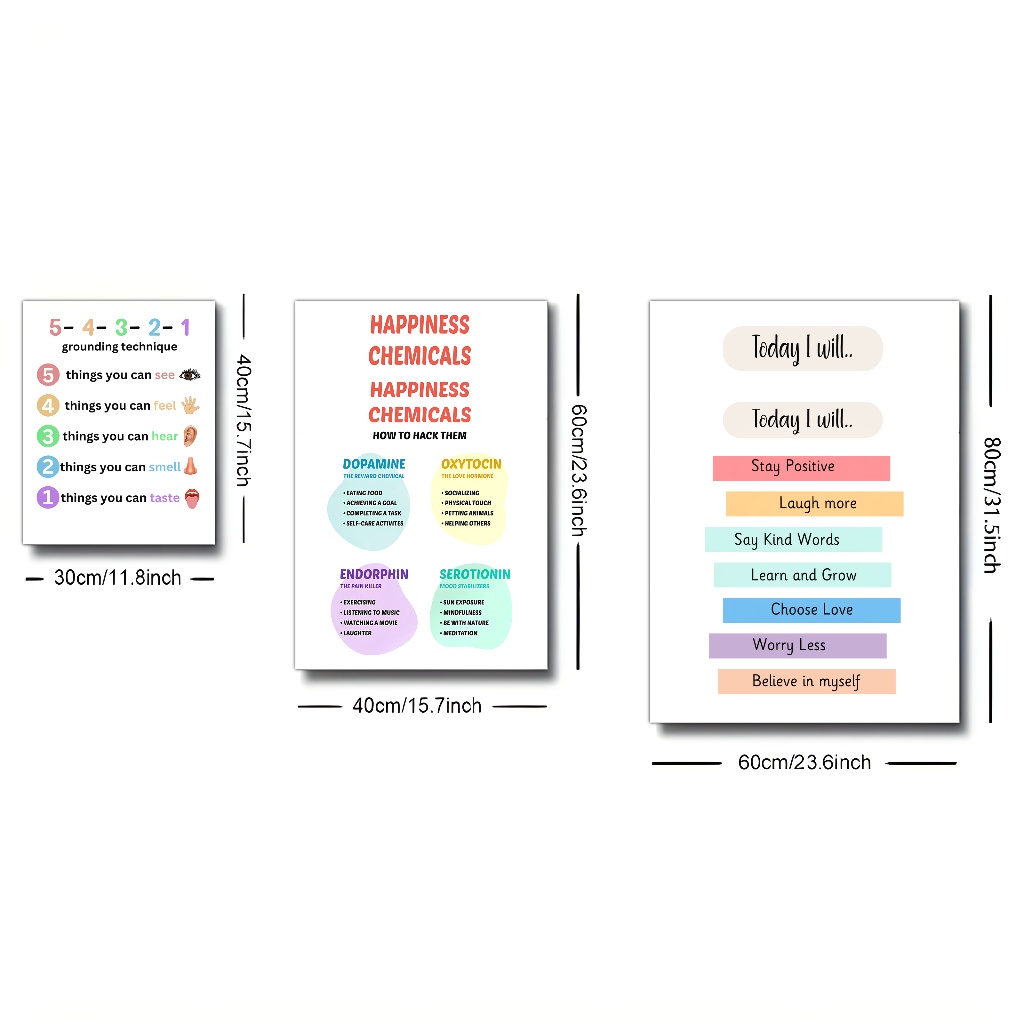 5- 4- 3- 2- 1
grounding technique
5 things you can see
4 things you can feel
3 things you can hear
2 things you can smell
1 things you can taste
40cm/15.7inch
30cm/11.8inch
HAPPINESS
CHEMICALS
HAPPINESS
CHEMICALS
HOW TO HACK THEM
DOPAMINE
THE REWARD CHEMICAL
• EATING FOOD
• ACHIEVING A GOAL
• COMPLETING A TASK
• SELF-CARE ACTIVITES
OXYTOCIN
THE LOVE HORMONE
• SOCIALIZING
• PHYSICAL TOUCH
• PETTING ANIMALS
• HELPING OTHERS
ENDORPHIN
THE PAIN KILLER
• EXERCISING
• LISTENING TO MUSIC
• WATCHING A MOVIE
• LAUGHTER
SEROTIONIN
MOOD STABILIZERS
• SUN EXPOSURE
• MINDFULNESS
• BE WITH NATURE
• MEDITATION
60cm/23.6inch
40cm/15.7inch
Today I will..
Today I will..
Stay Positive
Laugh more
Say Kind Words
Learn and Grow
Choose Love
Worry Less
Believe in myself
80cm/31.5inch
60cm/23.6inch